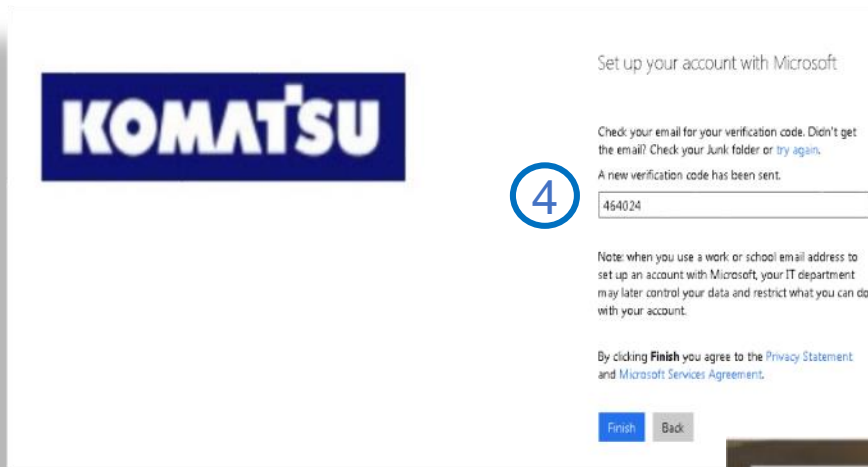 KOMATSU
Set up your account with Microsoft
Check your email for your verification code. Didn't get
the email? Check your Junk folder or try again.
A new verification code has been sent.
4
464024
Note: when you use a work or school email address to
set up an account with Microsoft, your IT department
may later control your data and restrict what you can do
with your account.
By clicking Finish you agree to the Privacy Statement
and Microsoft Services Agreement.
Finish Back